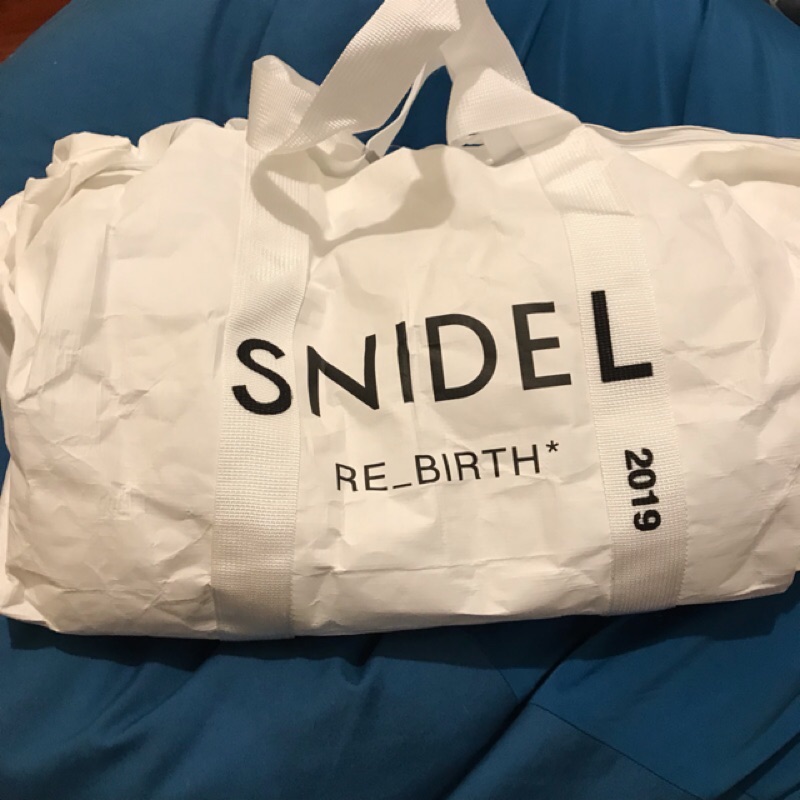 SNIDEL
RE_BIRTH*
2019